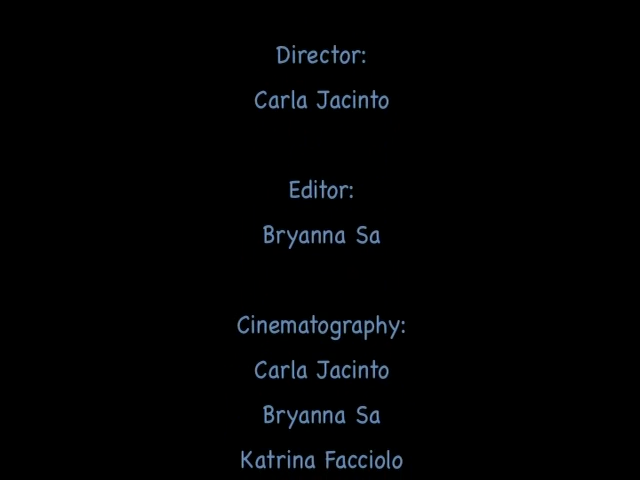 Director:
Carla Jacinto
Editor:
Bryanna Sa
Cinematography:
Carla Jacinto
Bryanna Sa
Katrina Facciolo